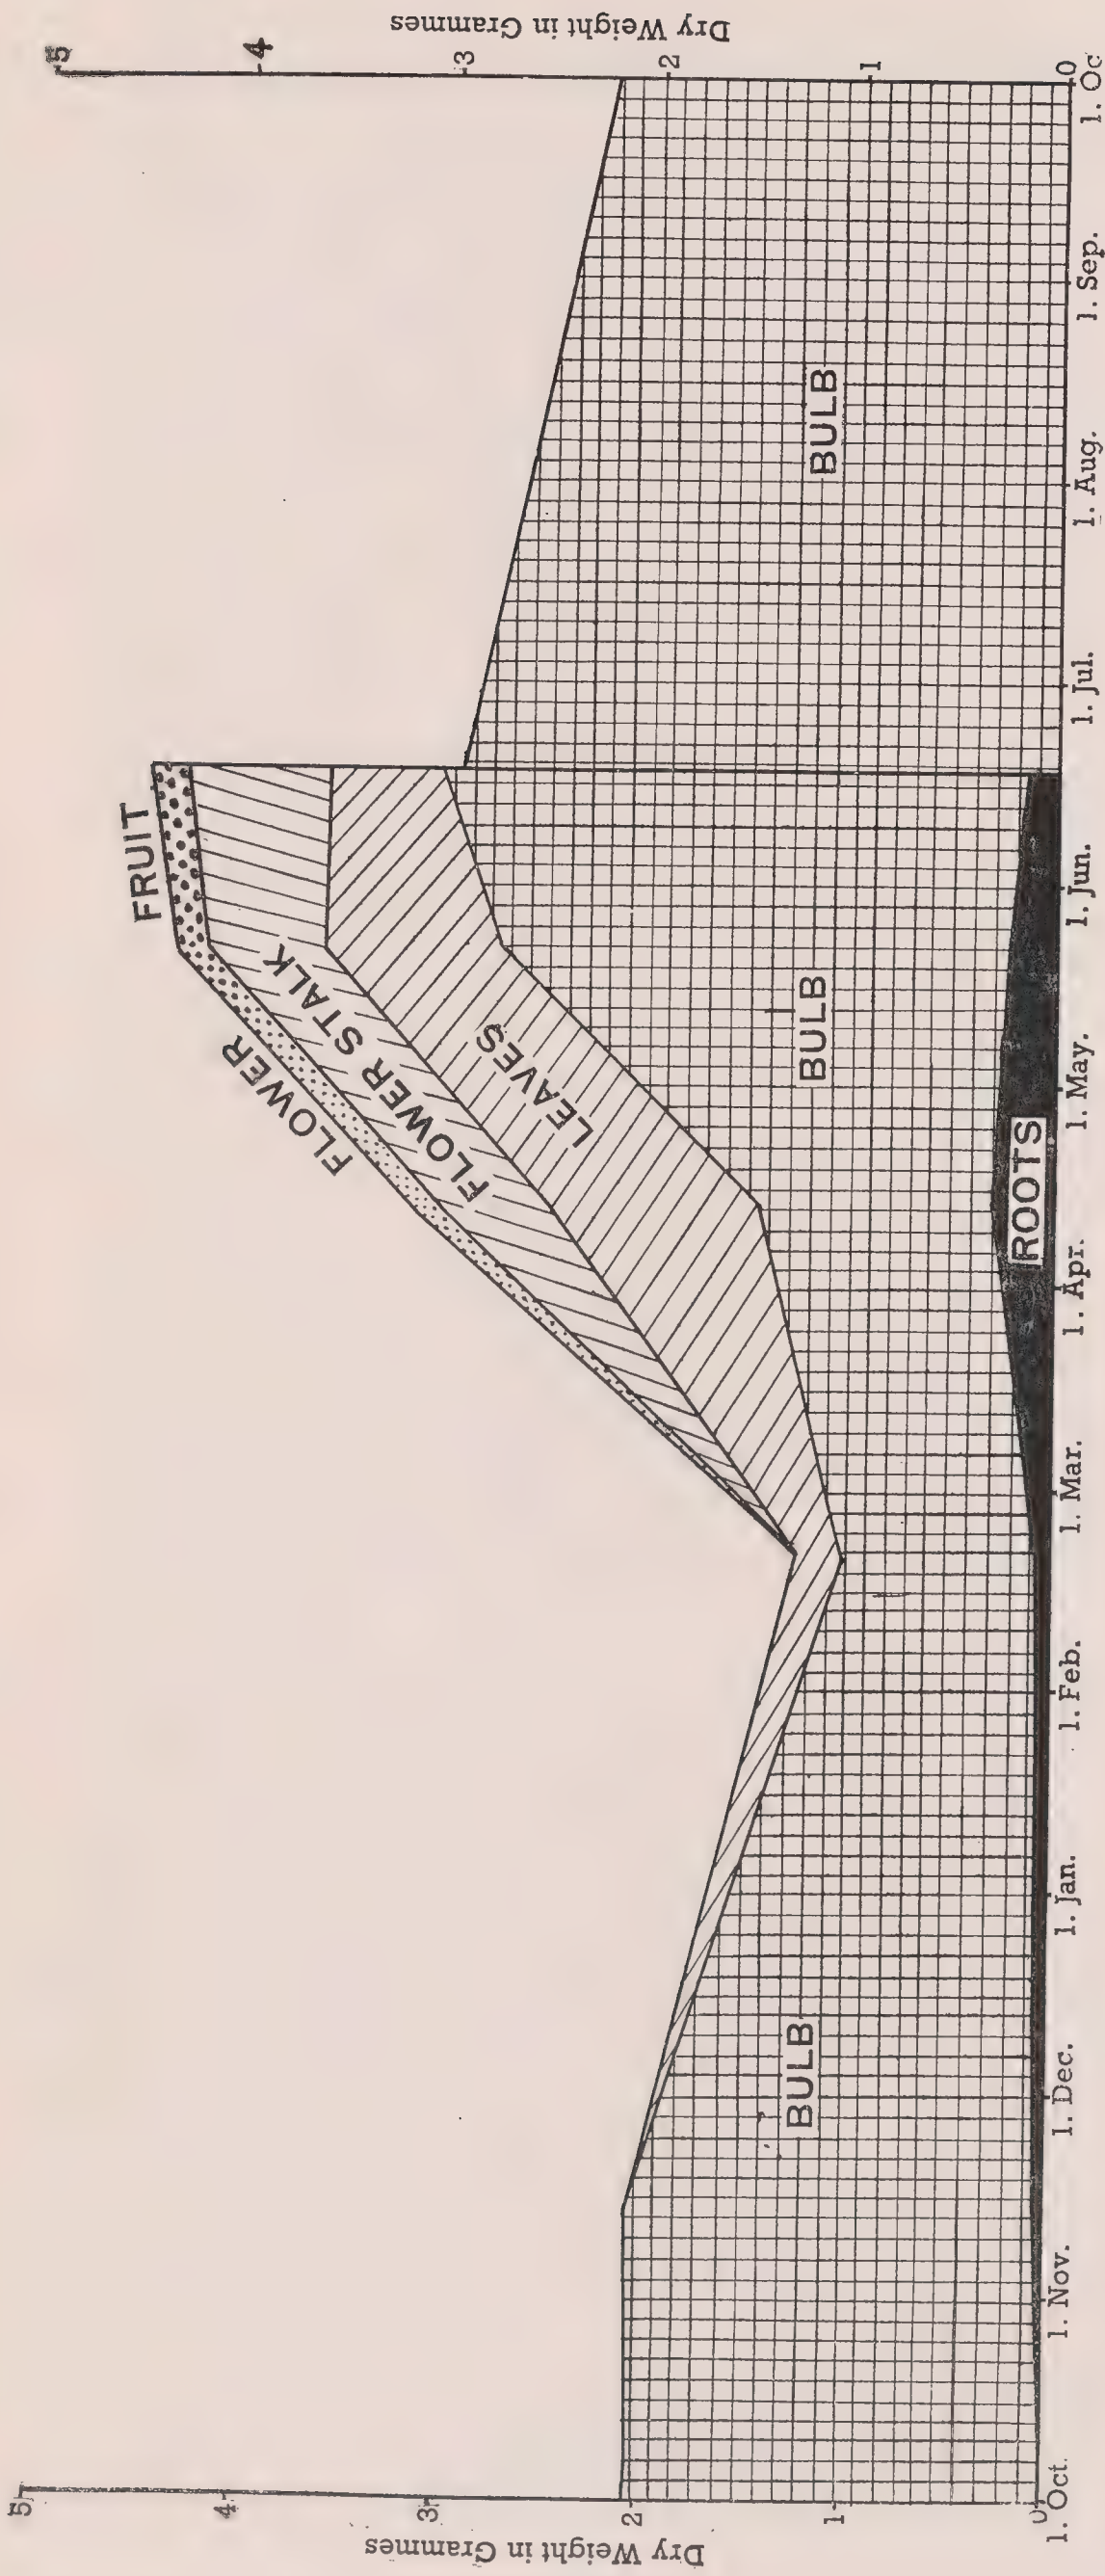 Dry Weight in Grammes
5
4
3
2
1
0
FRUIT
FLOWER
FLOWER STALK
LEAVES
BULB
BULB
BULB
ROOTS
5
4
3
2
1
0
Dry Weight in Grammes
1. Oct.
1. Nov.
1. Dec.
1. Jan.
1. Feb.
1. Mar.
1. Apr.
1. May.
1. Jun.
1. Jul.
1. Aug.
1. Sep.
1. Oc